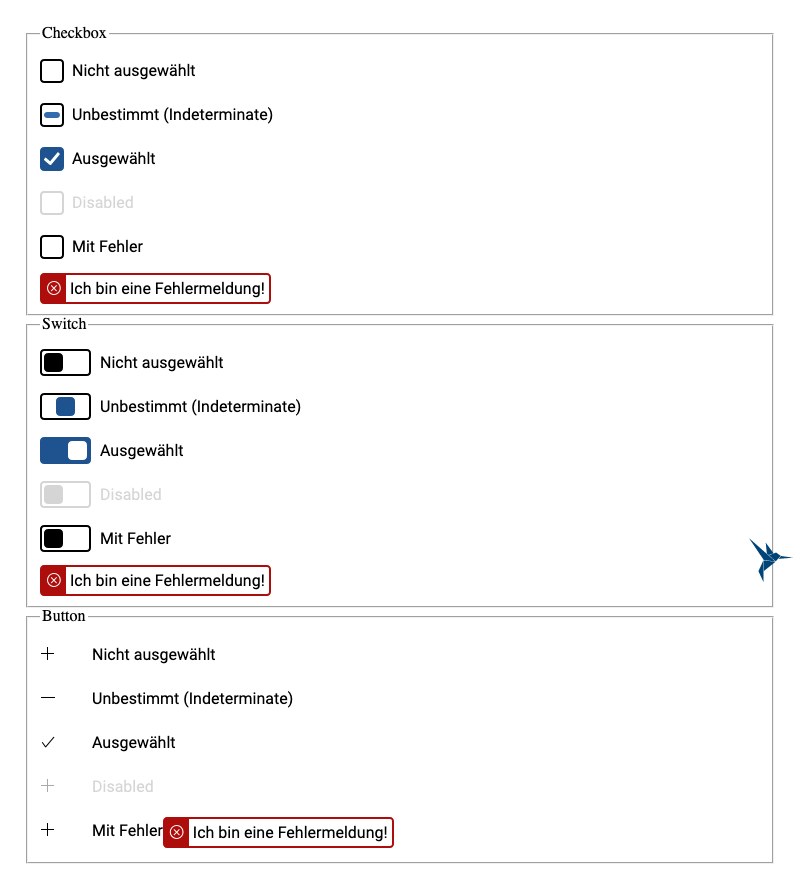 Checkbox
Nicht ausgewählt
Unbestimmt (Indeterminate)
Ausgewählt
Disabled
Mit Fehler
Ich bin eine Fehlermeldung!
Switch
Nicht ausgewählt
Unbestimmt (Indeterminate)
Ausgewählt
Disabled
Mit Fehler
Ich bin eine Fehlermeldung!
Button
Nicht ausgewählt
Unbestimmt (Indeterminate)
Ausgewählt
Disabled
Mit Fehler Ich bin eine Fehlermeldung!